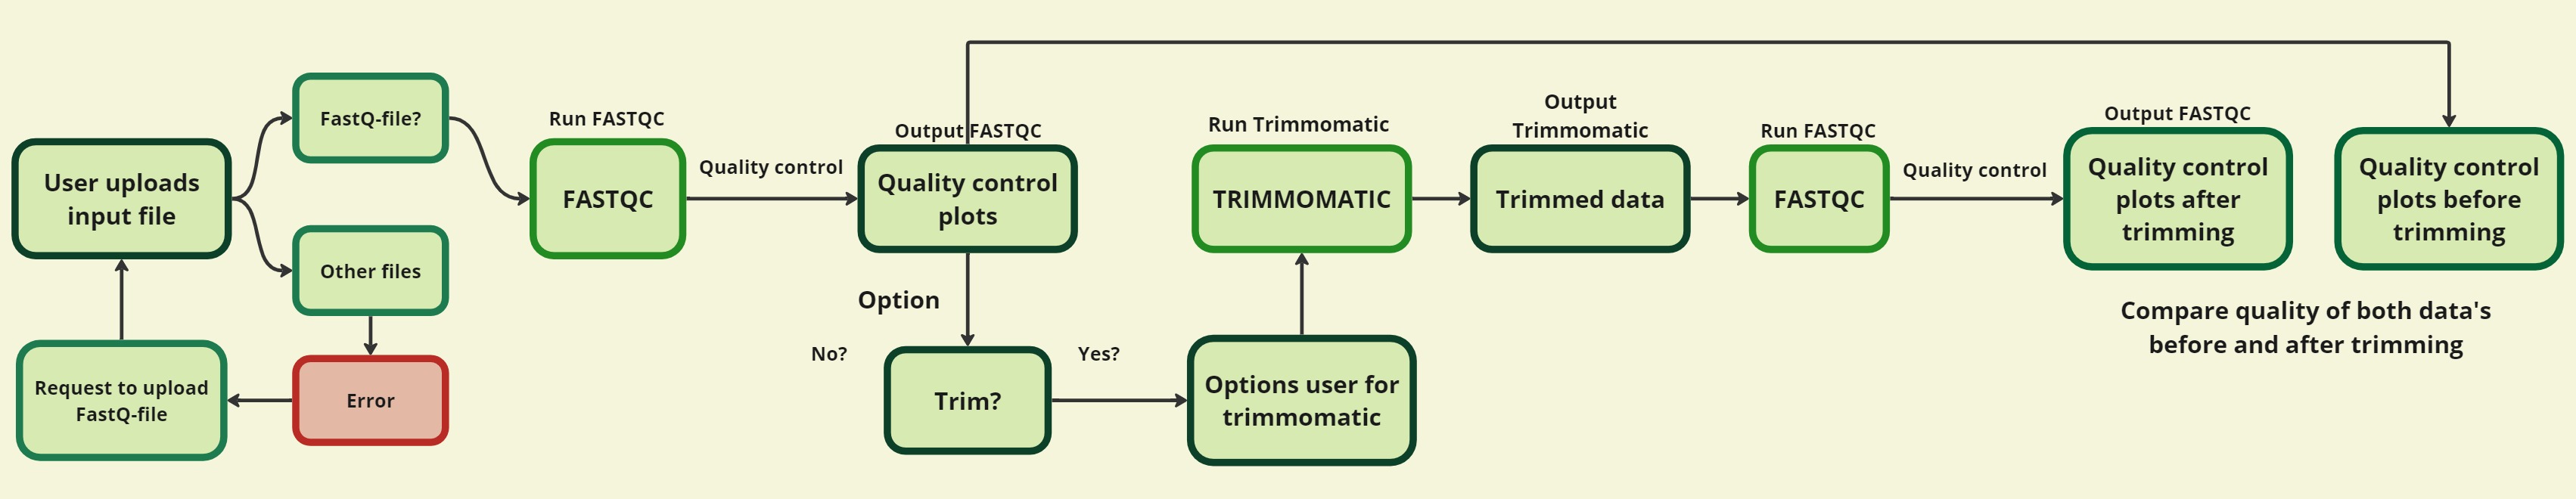 User uploads
input file
FastQ-file?
Other files
Error
Request to upload
FastQ-file
Run FASTQC
FASTQC
Quality control
Output FASTQC
Quality control
plots
Option
No?
Trim?
Yes?
Options user for
trimmomatic
Run Trimmomatic
TRIMMOMATIC
Output
Trimmomatic
Trimmed data
Run FASTQC
FASTQC
Quality control
Output FASTQC
Quality control
plots after
trimming
Quality control
plots before
trimming
Compare quality of both data's
before and after trimming